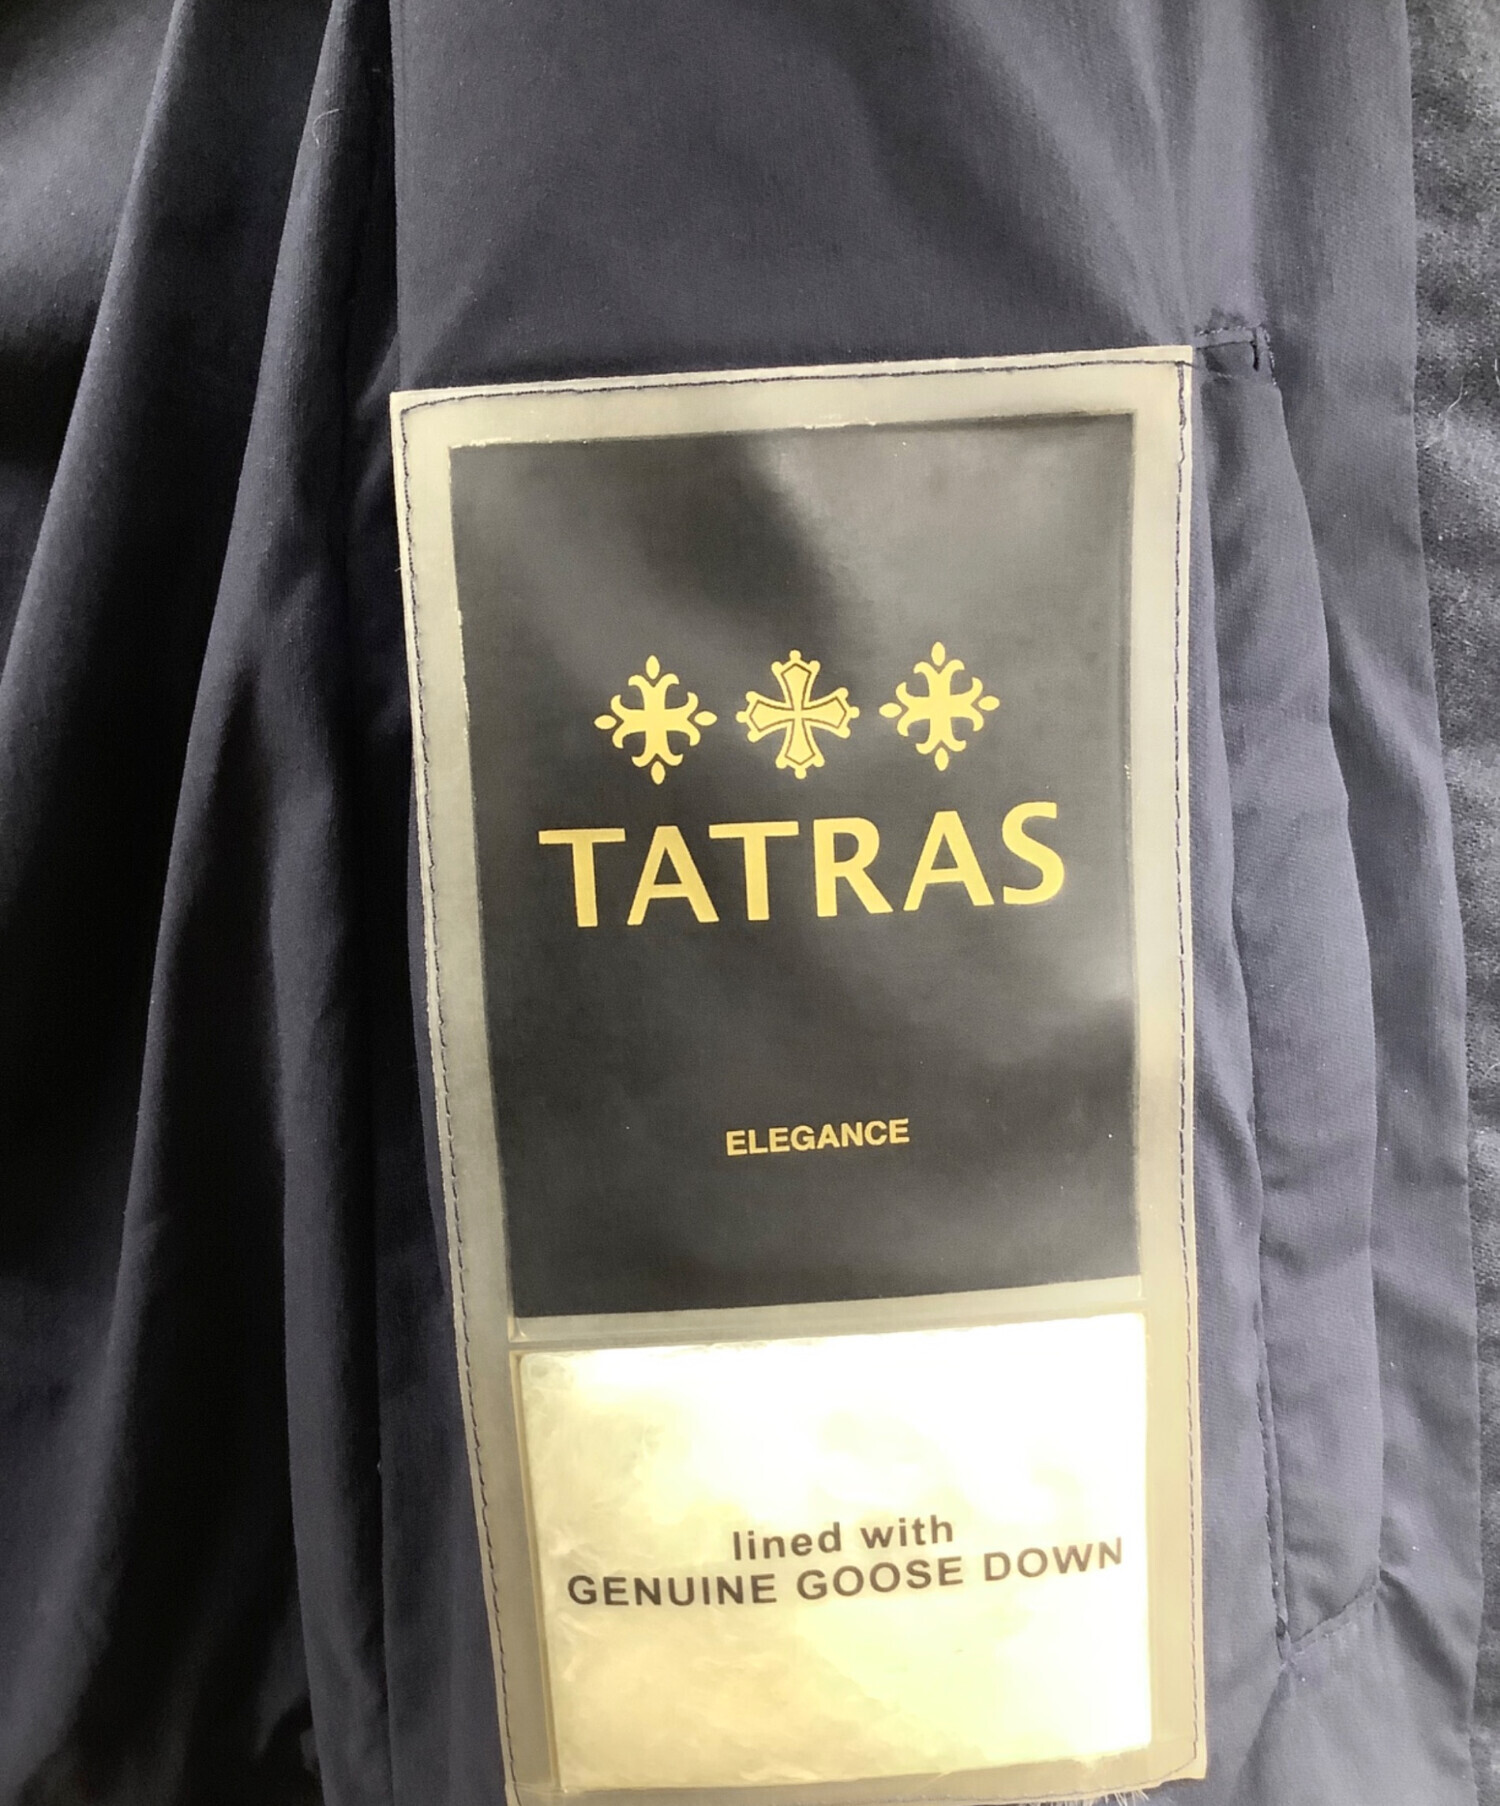 TATRAS
ELEGANCE
lined with
GENUINE GOOSE DOWN